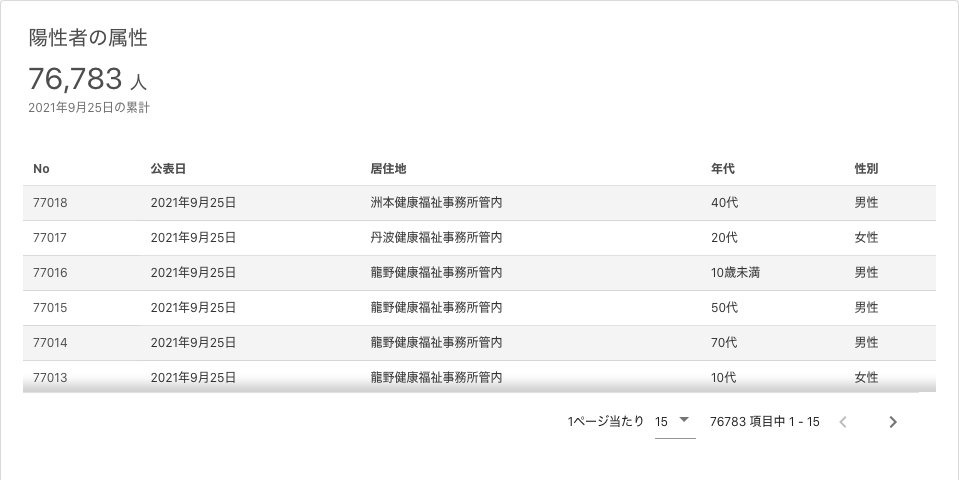 陽性者の属性
76,783 人
2021年9月25日の累計
No 公表日 居住地 年代 性別
77018 2021年9月25日 洲本健康福祉事務所管内 40代 男性
77017 2021年9月25日 丹波健康福祉事務所管内 20代 女性
77016 2021年9月25日 龍野健康福祉事務所管内 10歳未満 男性
77015 2021年9月25日 龍野健康福祉事務所管内 50代 男性
77014 2021年9月25日 龍野健康福祉事務所管内 70代 男性
77013 2021年9月25日 龍野健康福祉事務所管内 10代 女性
1ページ当たり 15 76783 項目中 1 - 15